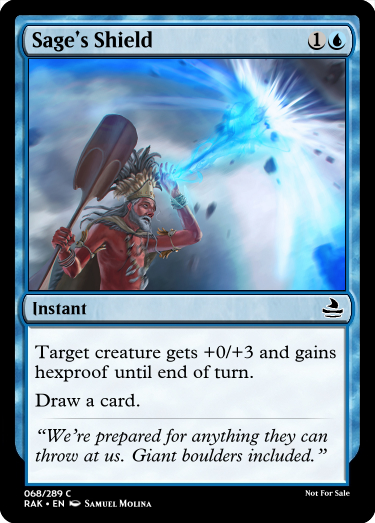 Sage's Shield 1
Instant
Target creature gets +0/+3 and gains
hexproof until end of turn.
Draw a card.
“We're prepared for anything they can
throw at us. Giant boulders included.”
068/289 C
RAK • EN SAMUEL MOLINA
Not For Sale